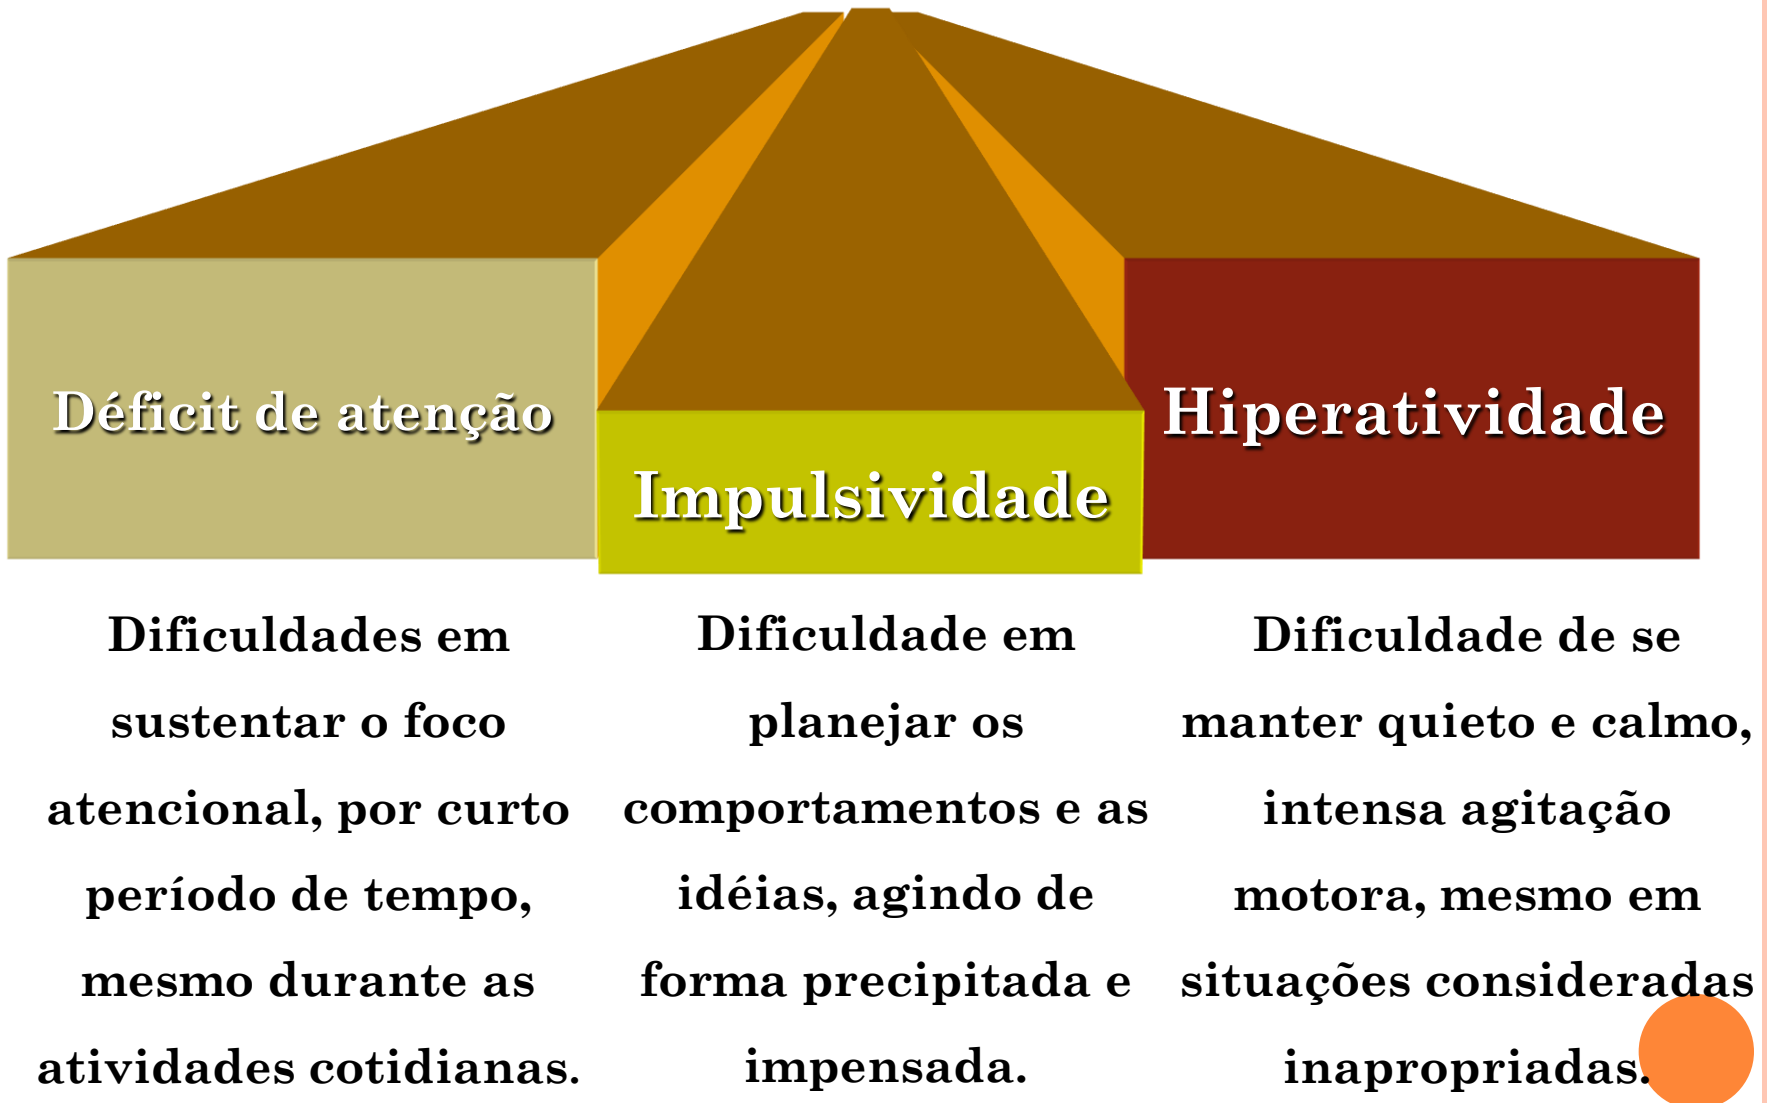 Déficit de atenção
Impulsividade
Hiperatividade
Dificuldades em
sustentar o foco
atencional, por curto
período de tempo,
mesmo durante as
atividades cotidianas.
Dificuldade em
planejar os
comportamentos e as
idéias, agindo de
forma precipitada e
impensada.
Dificuldade de se
manter quieto e calmo,
intensa agitação
motora, mesmo em
situações consideradas
inapropriadas.